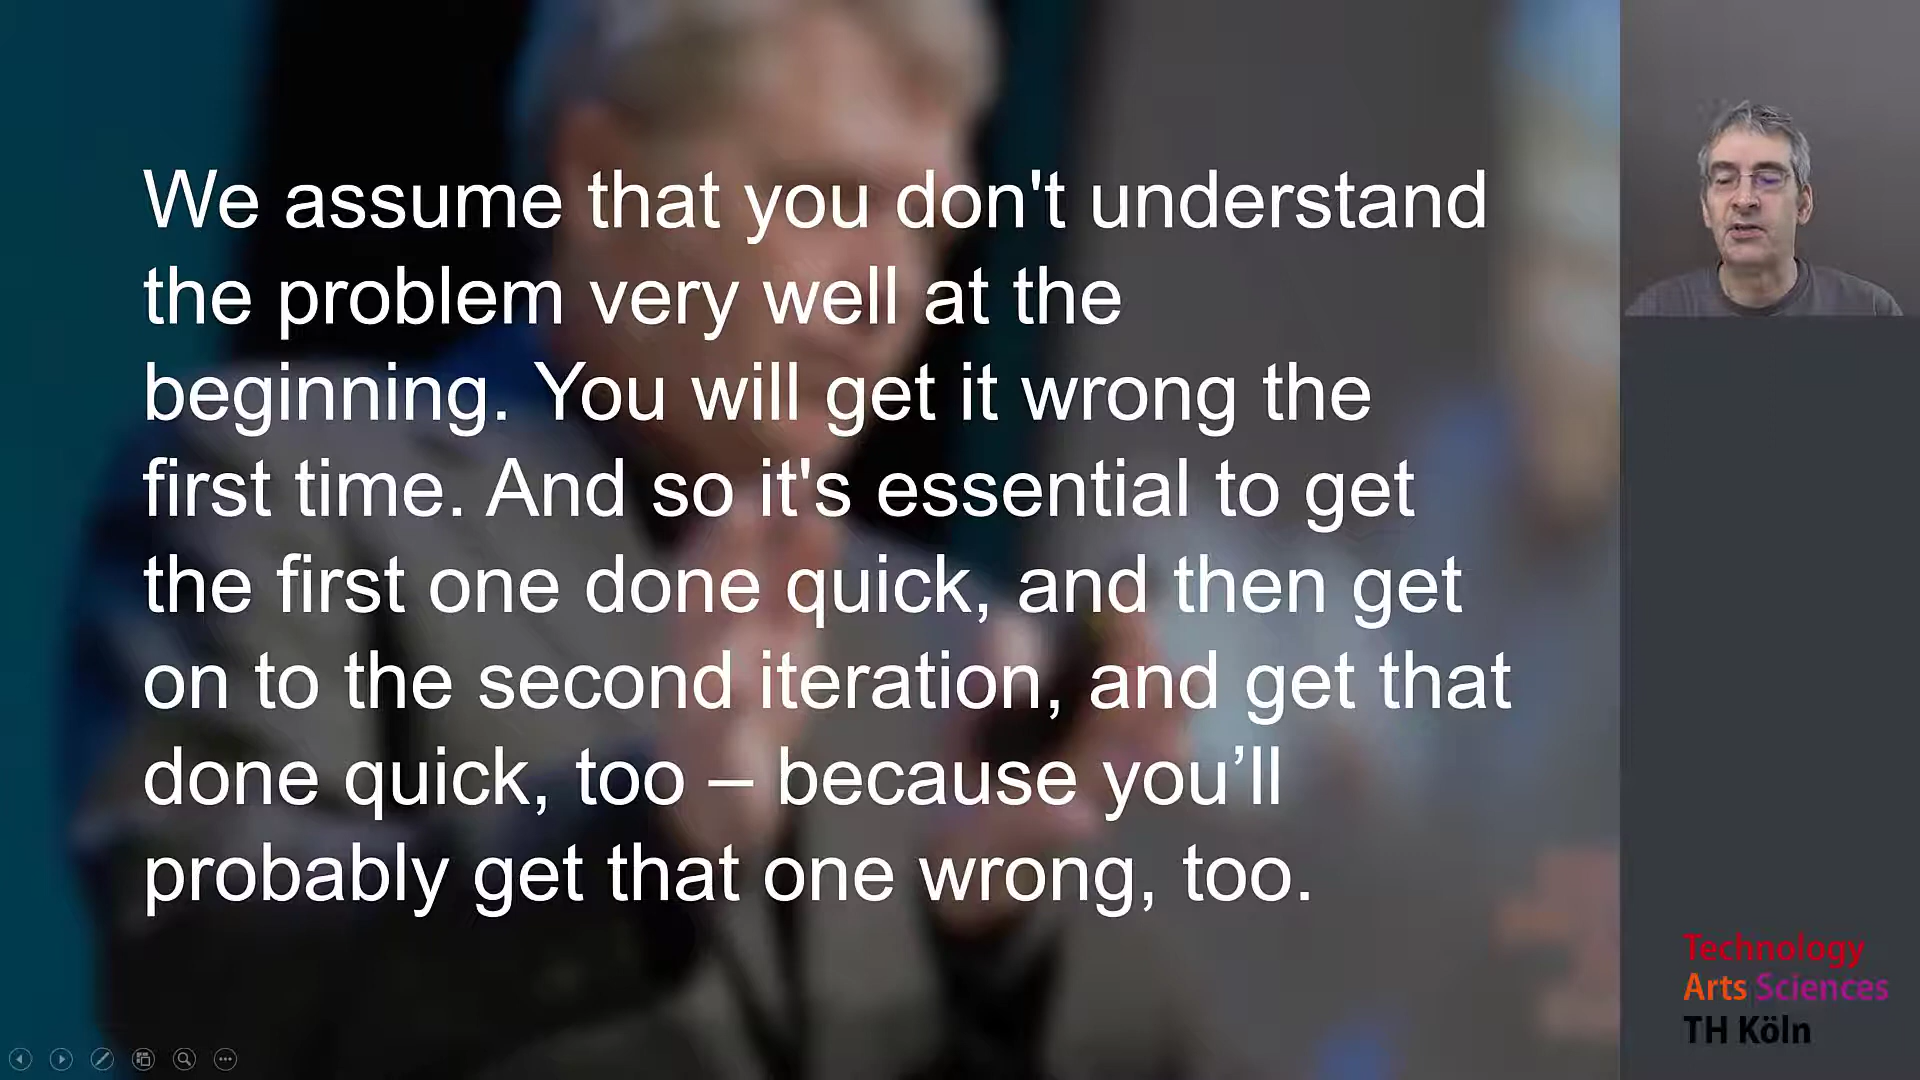 We assume that you don't understand
the problem very well at the
beginning. You will get it wrong the
first time. And so it's essential to get
the first one done quick, and then get
on to the second iteration, and get that
done quick, too – because you’ll
probably get that one wrong, too.
Technology
Arts Sciences
TH Köln